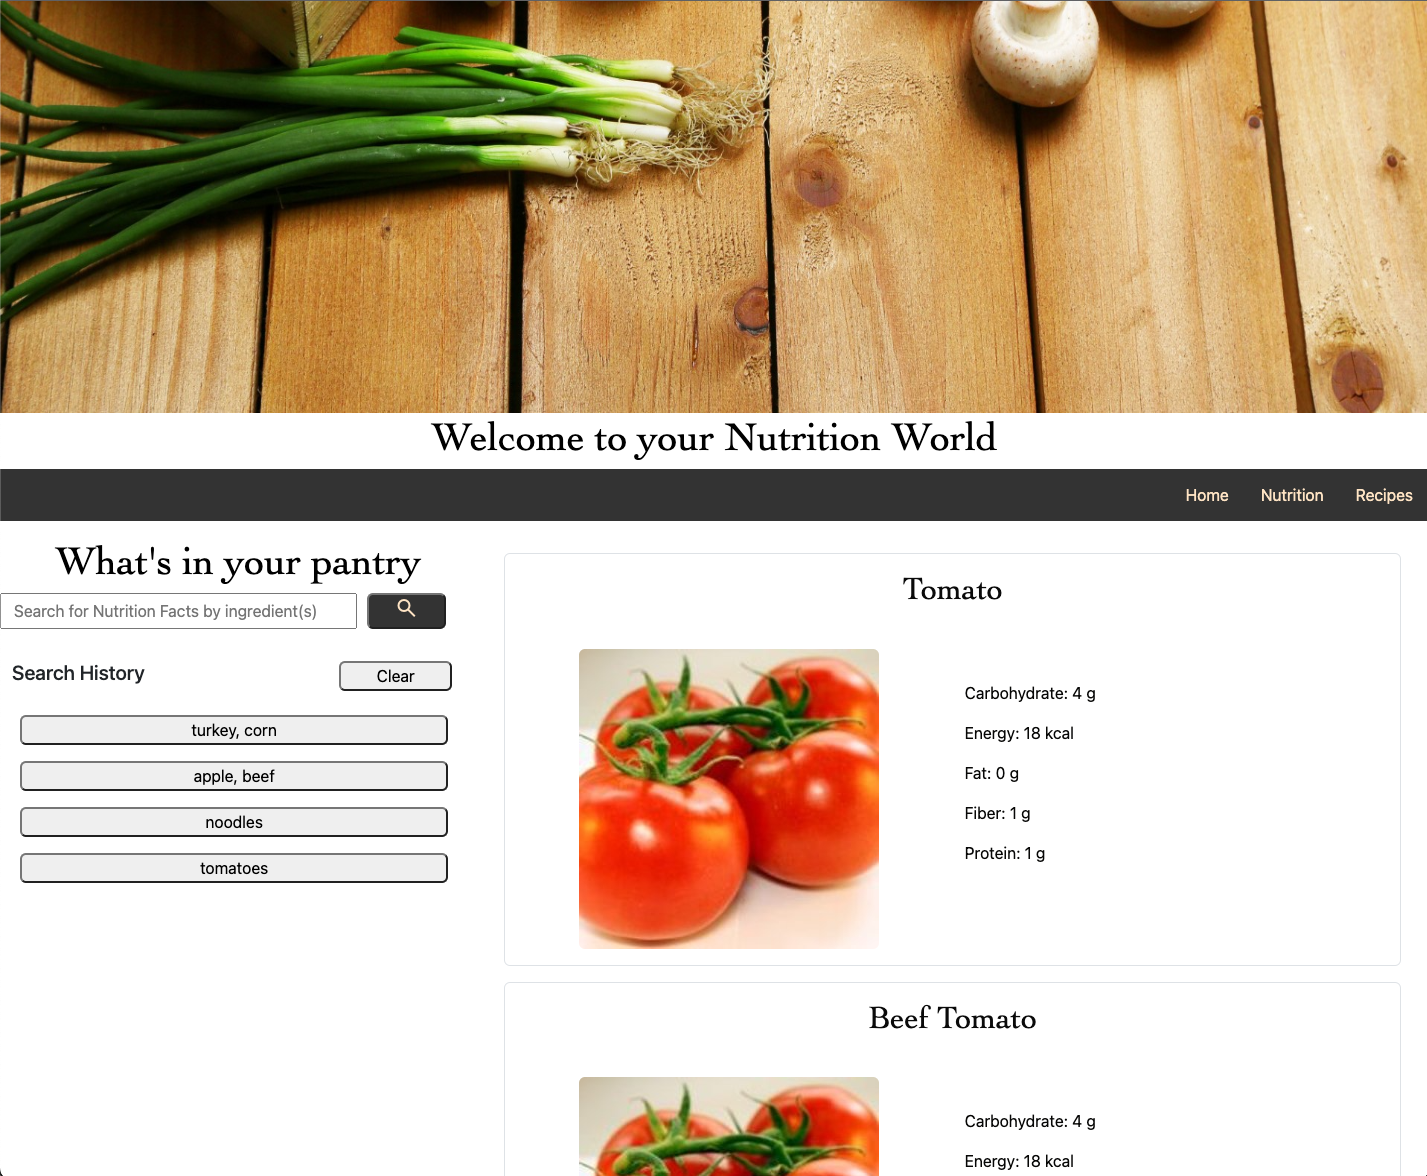 Welcome to your Nutrition World
Home Nutrition Recipes
What's in your pantry
Search for Nutrition Facts by ingredient(s)
Search History
Clear
turkey, corn
apple, beef
noodles
tomatoes
Tomato
Carbohydrate: 4 g
Energy: 18 kcal
Fat: 0 g
Fiber: 1 g
Protein: 1 g
Beef Tomato
Carbohydrate: 4 g
Energy: 18 kcal